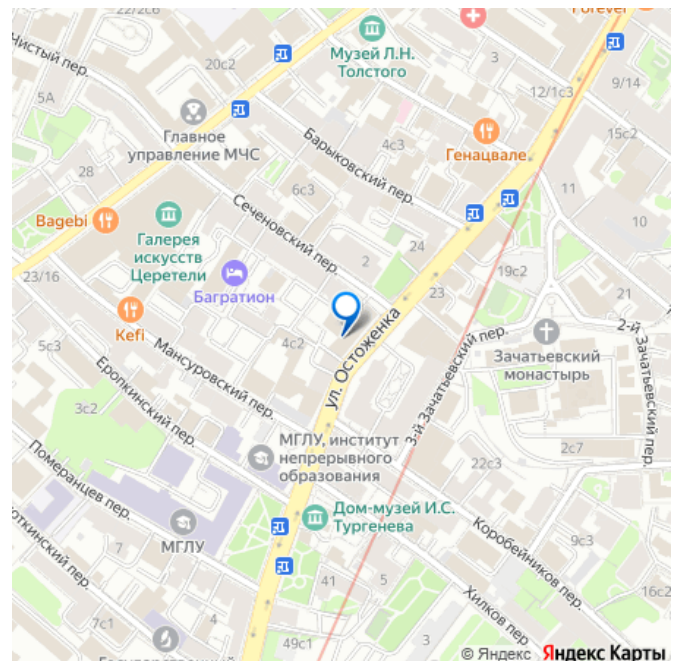 22/2с6
Forever
Чистый пер.
20с2
Музей Л.Н.
Толстого
3
12/1с3
9/14
5А
Главное
управление МЧС
Барыковский пер.
4с3
Генацвале
15с2
28
6с3
11
Bagebi
Галерея
искусств
Церетели
Сеченовский пер.
2
24
10
23/16
Багратион
19с2
23
21
Kefi
ул. Остоженка
2-й Зачатьевский пер.
5с3
4с2
3-й Зачатьевский пер.
Зачатьевский
монастырь
Мансуровский пер.
Еропкинский пер.
3с2
МГЛУ, институт
непрерывного
образования
22с3
2с7
Померанцев пер.
Дом-музей И.С.
Тургенева
МГЛУ
Коробейников пер.
9с3
7
41
5
Хилков пер.
16с2
4
49с1
3
© Яндекс Яндекс Карты